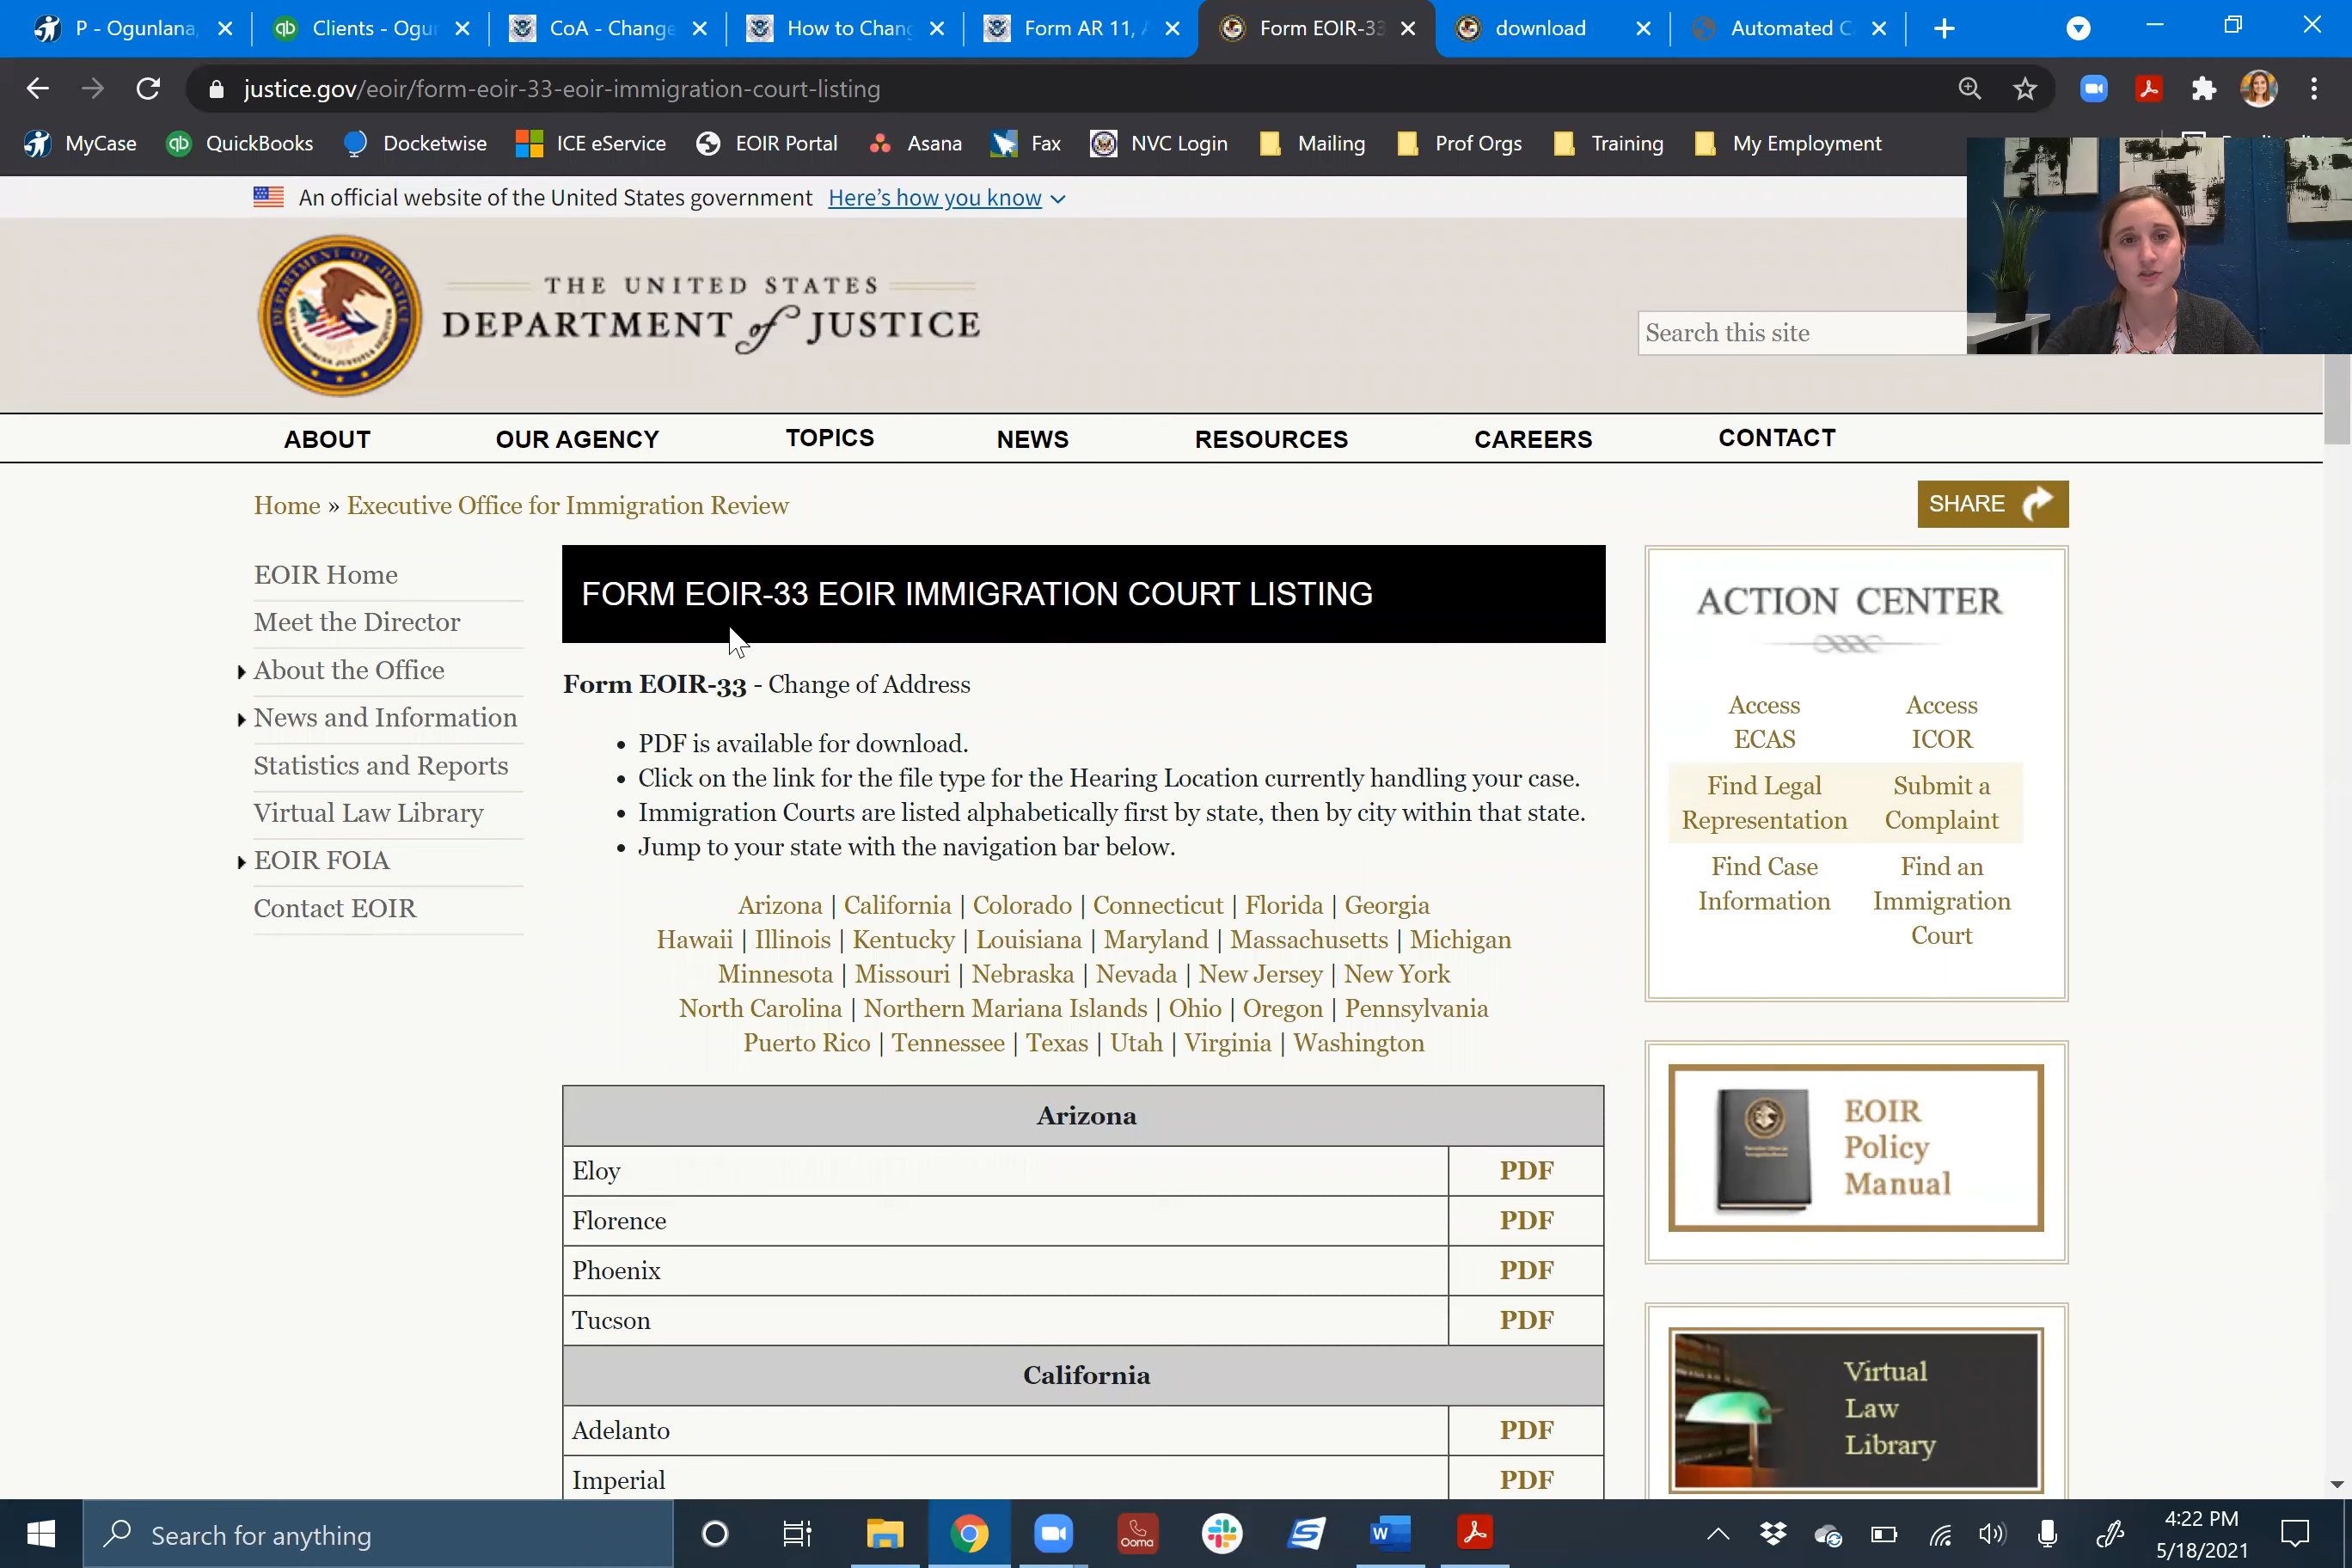 P - Ogunlana,
Clients - Ogun
CoA - Change
How to Chang
Form AR 11, A
Form EOIR-33
download
Automated C
justice.gov/eoir/form-eoir-33-eoir-immigration-court-listing
MyCase
QuickBooks
Docketwise
ICE eService
EOIR Portal
Asana
Fax
NVC Login
Mailing
Prof Orgs
Training
My Employment
An official website of the United States government Here's how you know
THE UNITED STATES
DEPARTMENT of JUSTICE
Search this site
ABOUT
OUR AGENCY
TOPICS
NEWS
RESOURCES
CAREERS
CONTACT
Home » Executive Office for Immigration Review
SHARE
EOIR Home
Meet the Director
About the Office
News and Information
Statistics and Reports
Virtual Law Library
EOIR FOIA
Contact EOIR
FORM EOIR-33 EOIR IMMIGRATION COURT LISTING
Form EOIR-33 - Change of Address
• PDF is available for download.
• Click on the link for the file type for the Hearing Location currently handling your case.
• Immigration Courts are listed alphabetically first by state, then by city within that state.
• Jump to your state with the navigation bar below.
Arizona | California | Colorado | Connecticut | Florida | Georgia
Hawaii | Illinois | Kentucky | Louisiana | Maryland | Massachusetts | Michigan
Minnesota | Missouri | Nebraska | Nevada | New Jersey | New York
North Carolina | Northern Mariana Islands | Ohio | Oregon | Pennsylvania
Puerto Rico | Tennessee | Texas | Utah | Virginia | Washington
Arizona
Eloy PDF
Florence PDF
Phoenix PDF
Tucson PDF
California
Adelanto PDF
Imperial PDF
ACTION CENTER
Access
ECAS
Access
ICOR
Find Legal
Representation
Submit a
Complaint
Find Case
Information
Find an
Immigration
Court
EOIR
Policy
Manual
Virtual
Law
Library
Search for anything
Ooma
4:22 PM
5/18/2021